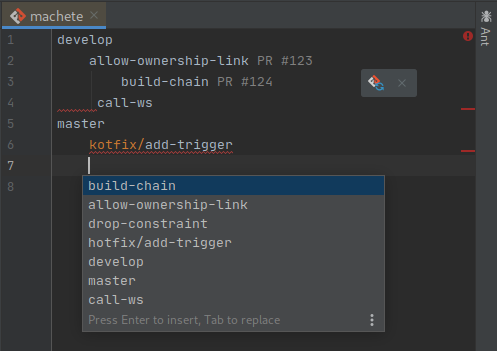 machete
Ant
1 develop
2 allow-ownership-link PR #123
3 build-chain PR #124
4 call-ws
5 master
6 kotfix/add-trigger
7
8
build-chain
allow-ownership-link
drop-constraint
hotfix/add-trigger
develop
master
call-ws
Press Enter to insert, Tab to replace